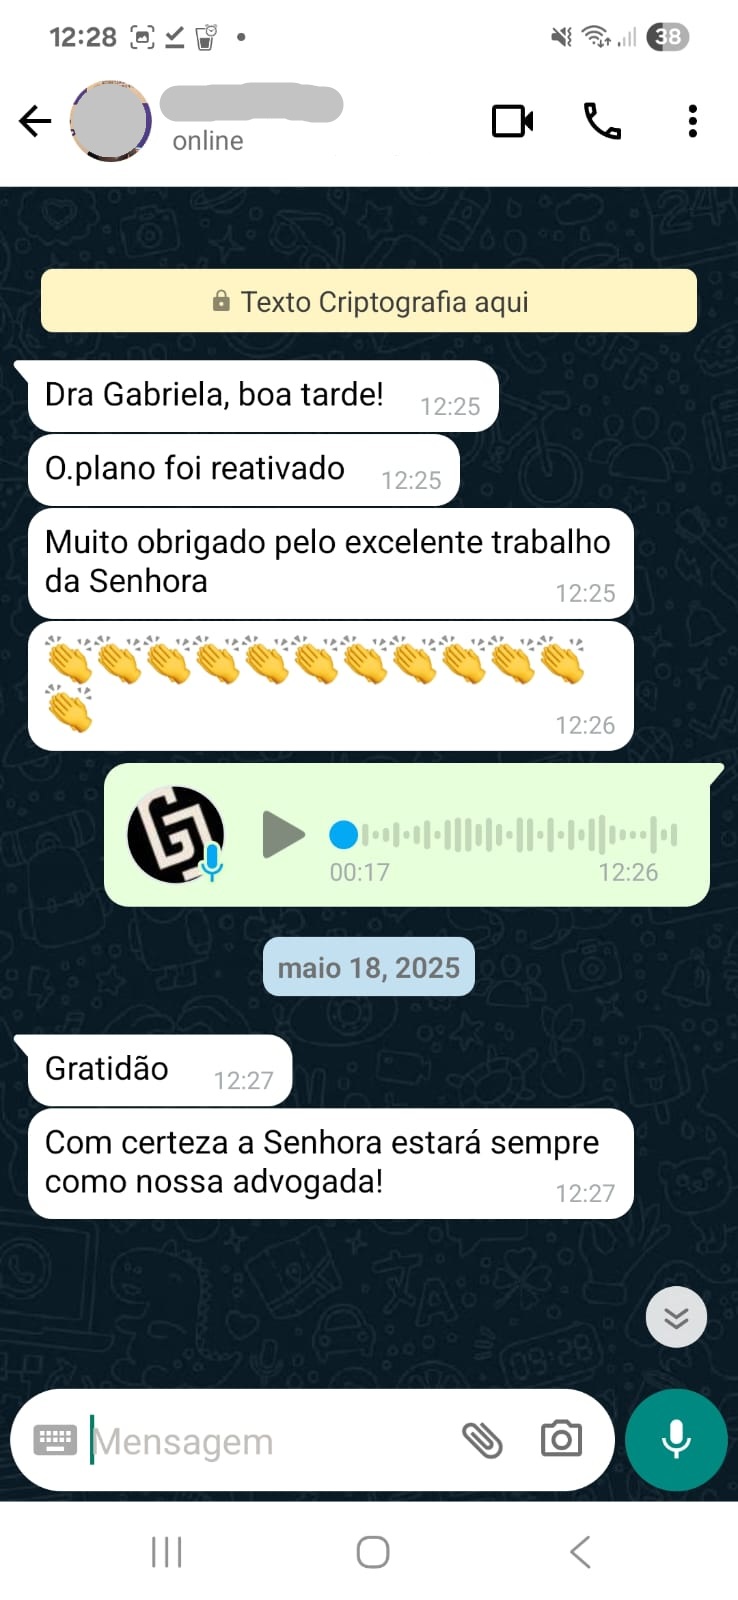 12:28
38
online
Texto Criptografia aqui
Dra Gabriela, boa tarde!
12:25
O.plano foi reativado
12:25
Muito obrigado pelo excelente trabalho
da Senhora
12:25
12:26
00:17
12:26
maio 18, 2025
Gratidão
12:27
Com certeza a Senhora estará sempre
como nossa advogada!
12:27
Mensagem